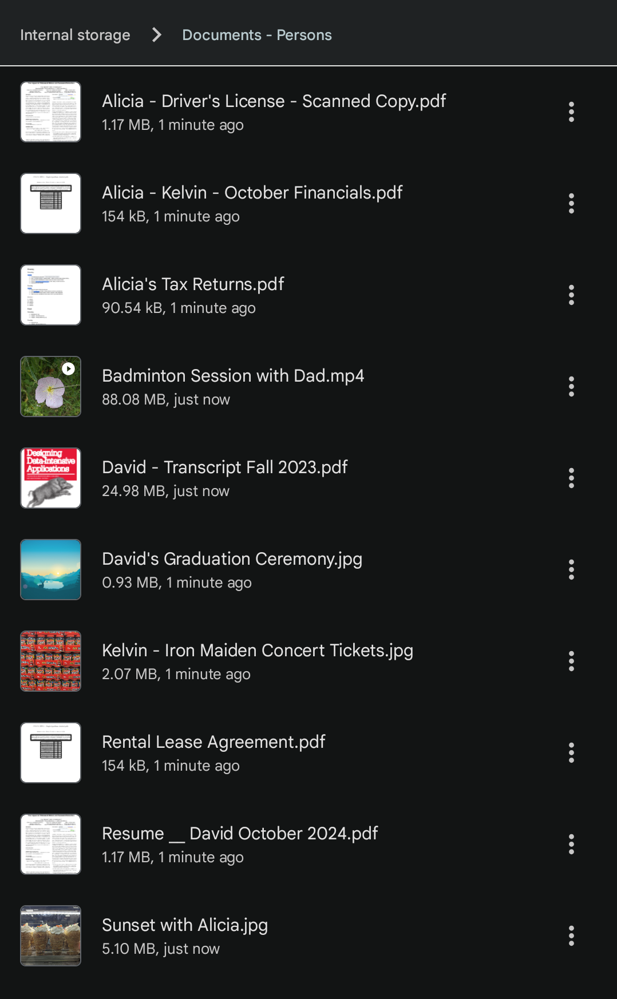 Internal storage > Documents - Persons
Alicia - Driver's License - Scanned Copy.pdf
1.17 MB, 1 minute ago
Alicia - Kelvin - October Financials.pdf
154 kB, 1 minute ago
Alicia's Tax Returns.pdf
90.54 kB, 1 minute ago
Badminton Session with Dad.mp4
88.08 MB, just now
Designing
Data-Intensive
Applications
David - Transcript Fall 2023.pdf
24.98 MB, just now
David's Graduation Ceremony.jpg
0.93 MB, 1 minute ago
Kelvin - Iron Maiden Concert Tickets.jpg
2.07 MB, 1 minute ago
Rental Lease Agreement.pdf
154 kB, 1 minute ago
Resume __ David October 2024.pdf
1.17 MB, 1 minute ago
Sunset with Alicia.jpg
5.10 MB, just now